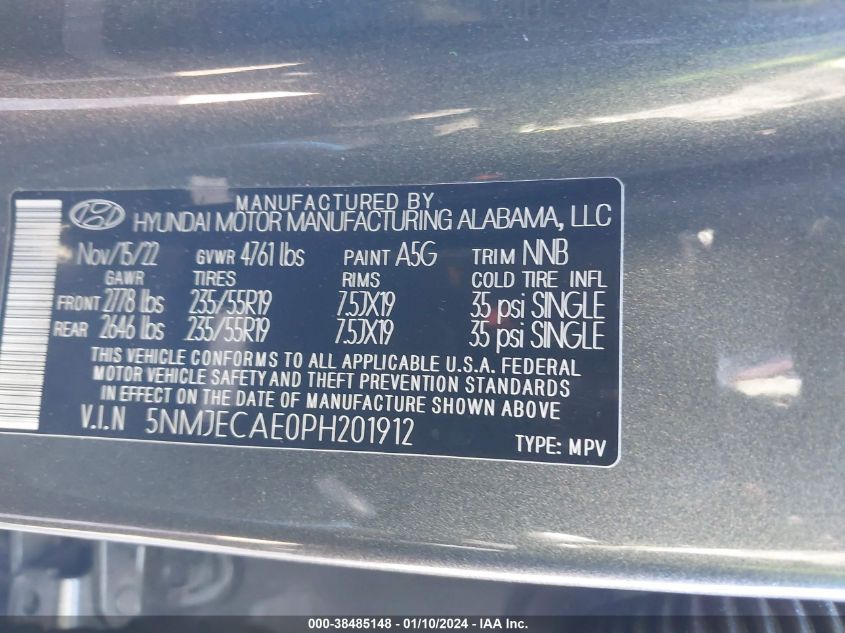 MANUFACTURED BY
HYUNDAI MOTOR MANUFACTURING ALABAMA, LLC
Nov/15/22 GVWR 4761 lbs PAINT A5G TRIM NNB
GAWR TIRES RIMS COLD TIRE INFL
FRONT 2778 lbs 235/55R19 7.5JX19 35 psi SINGLE
REAR 2646 lbs 235/55R19 7.5JX19 35 psi SINGLE
THIS VEHICLE CONFORMS TO ALL APPLICABLE U.S.A. FEDERAL
MOTOR VEHICLE SAFETY AND THEFT PREVENTION STANDARDS
IN EFFECT ON THE DATE OF MANUFACTURE SHOWN ABOVE
V.I.N 5NMJECAE0PH201912
TYPE: MPV
000-38485148 - 01/10/2024 - IAA Inc.